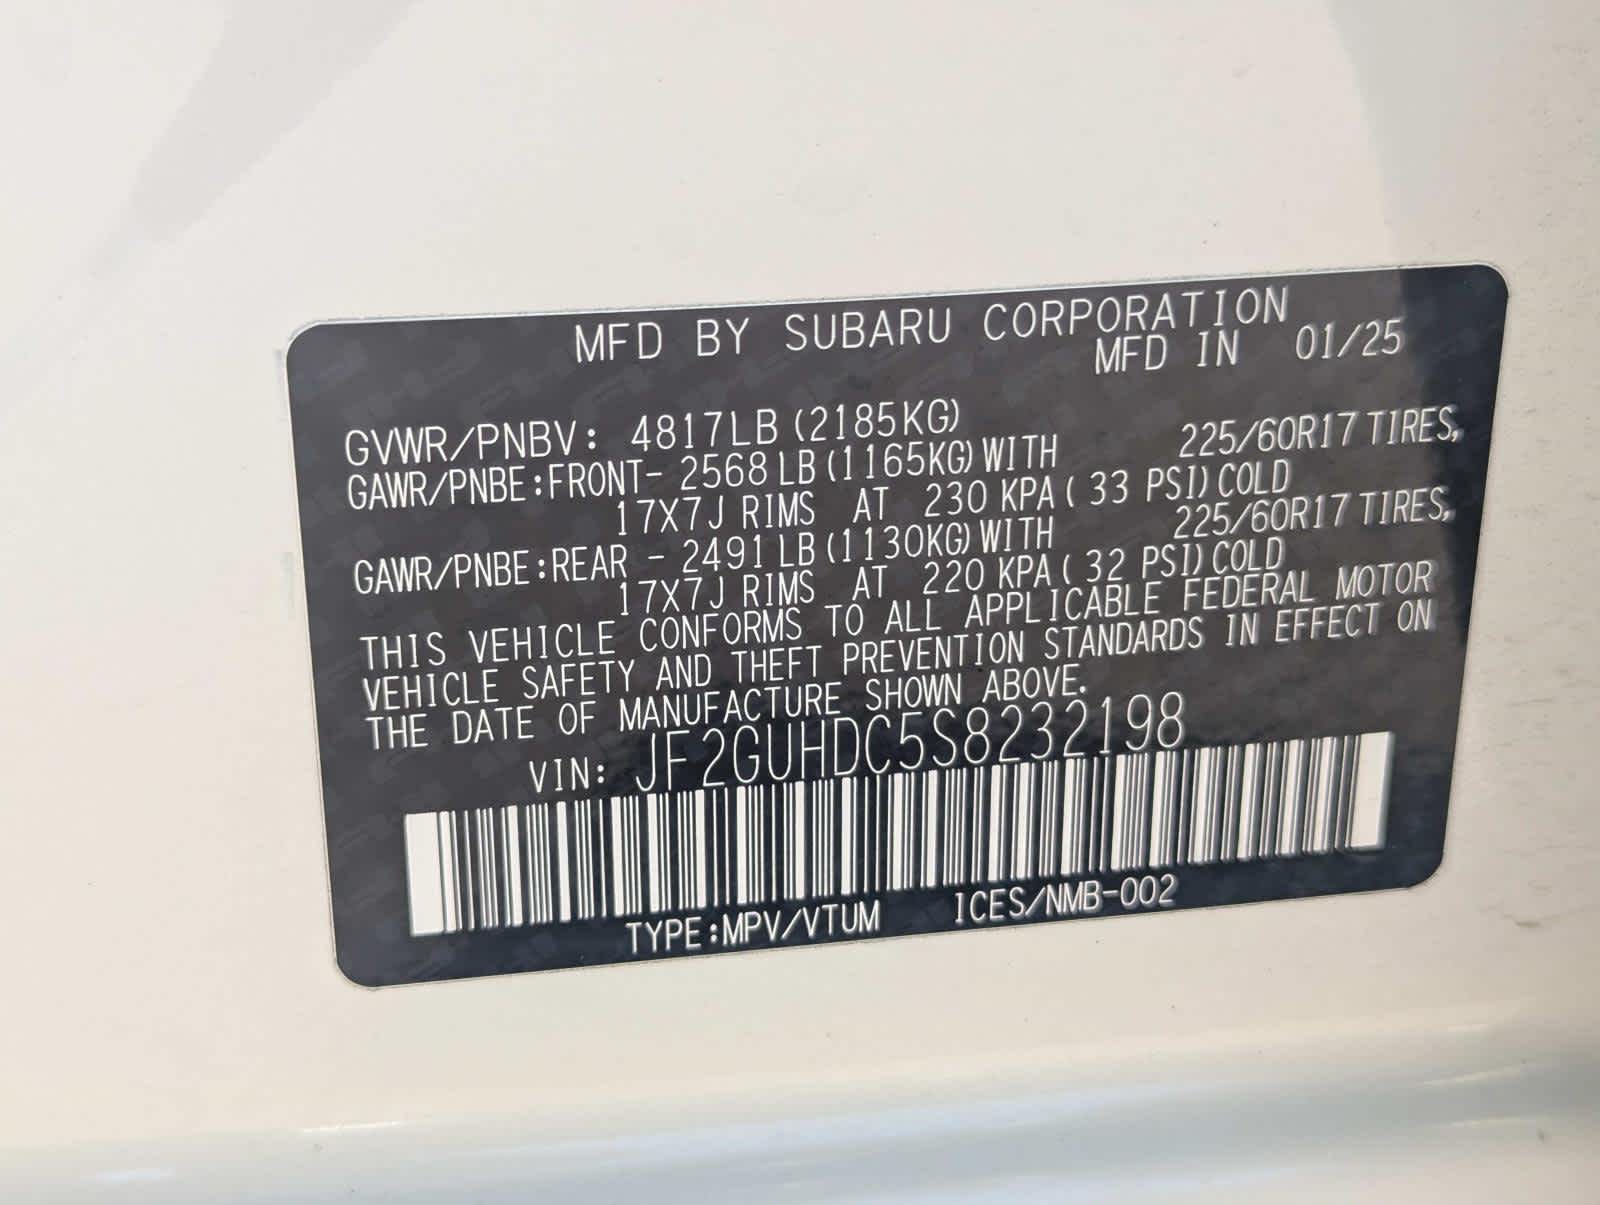 MFD BY SUBARU CORPORATION
MFD IN 01/25
GVWR/PNBV: 4817LB (2185KG)
GAWR/PNBE:FRONT- 2568 LB (1165KG) WITH 225/60R17 TIRES,
17X7J RIMS AT 230 KPA ( 33 PSI) COLD
GAWR/PNBE:REAR - 2491 LB (1130KG) WITH 225/60R17 TIRES,
17X7J RIMS AT 220 KPA ( 32 PSI) COLD
THIS VEHICLE CONFORMS TO ALL APPLICABLE FEDERAL MOTOR
VEHICLE SAFETY AND THEFT PREVENTION STANDARDS IN EFFECT ON
THE DATE OF MANUFACTURE SHOWN ABOVE.
VIN: JF2GUHDC5S8232198
TYPE:MPV/VTUM ICES/NMB-002